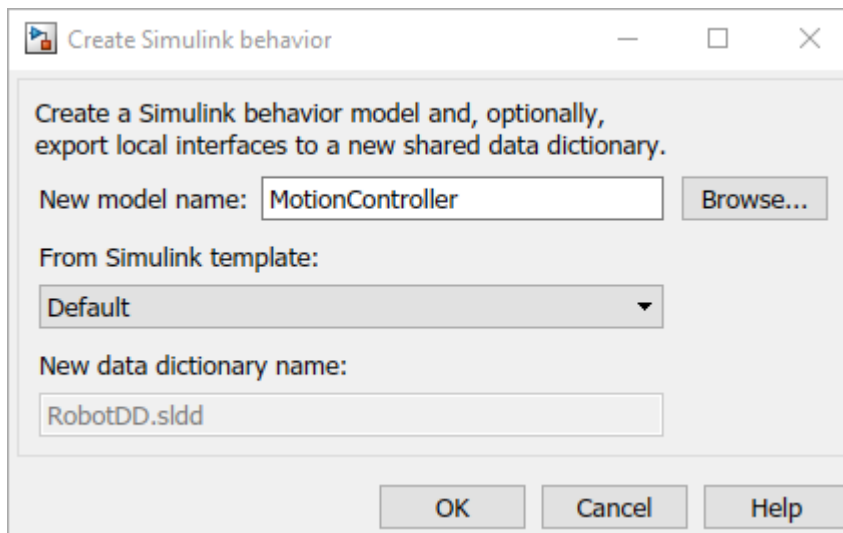 Create Simulink behavior
Create a Simulink behavior model and, optionally,
export local interfaces to a new shared data dictionary.
New model name: MotionController Browse...
From Simulink template:
Default
New data dictionary name:
RobotDD.sldd
OK Cancel Help